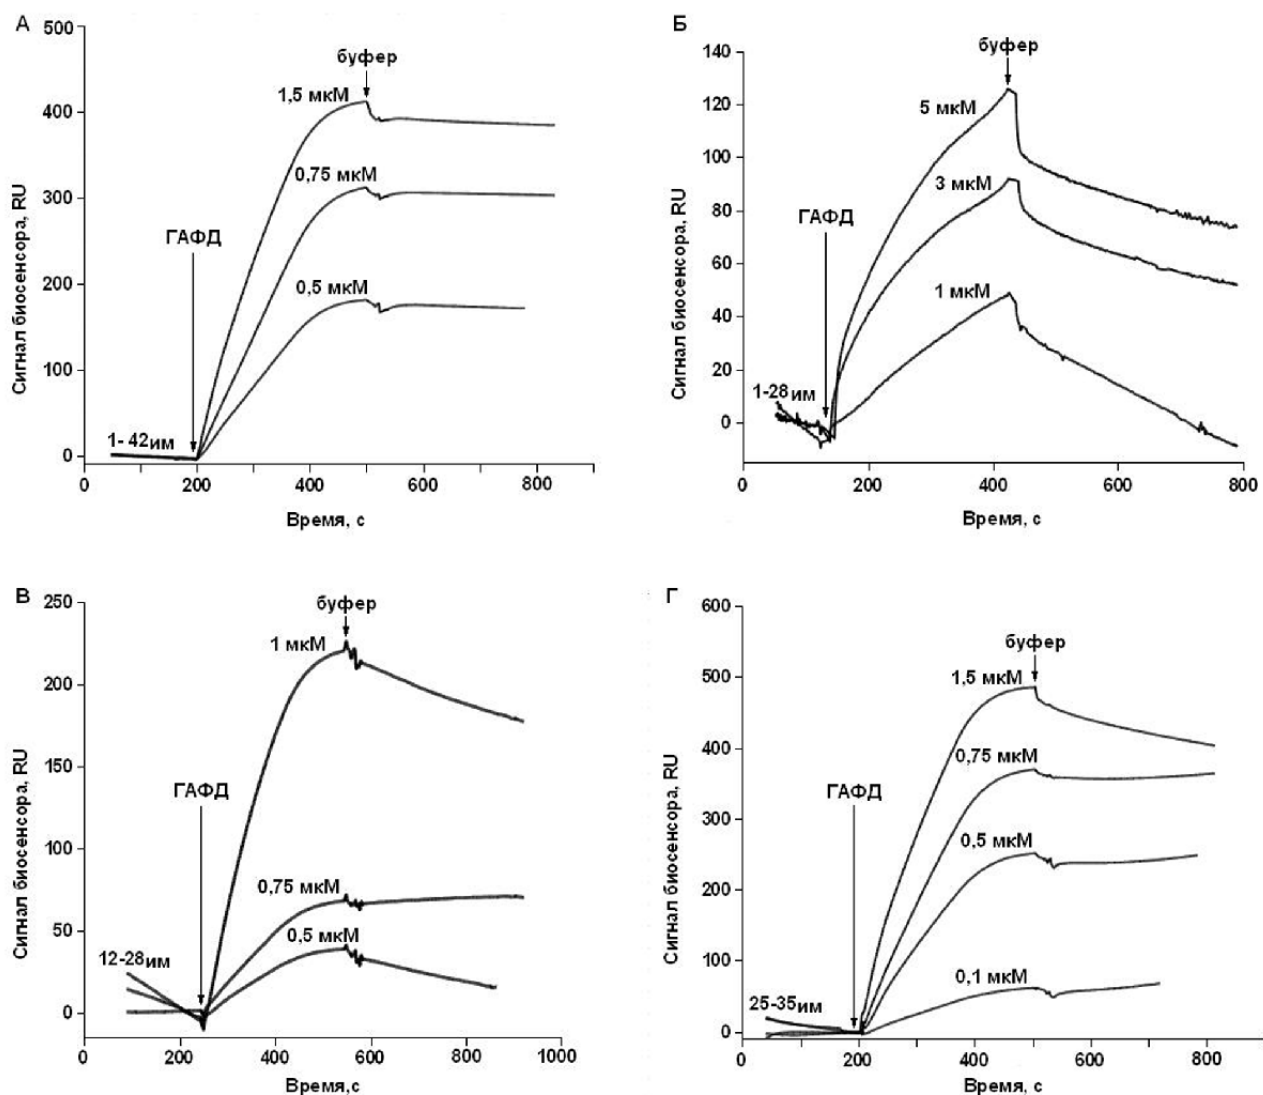 А
500
400
300
200
100
0
Сигнал биосенсора, RU
буфер
1,5 мкМ
0,75 мкМ
ГАФД
0,5 мкМ
1- 42им
0 200 400 600 800
Время, с
Б
140
120
100
80
60
40
20
0
Сигнал биосенсора, RU
буфер
5 мкМ
3 мкМ
ГАФД
1 мкМ
1-28им
0 200 400 600 800
Время, с
В
250
200
150
100
50
0
Сигнал биосенсора, RU
буфер
1 мкМ
ГАФД
0,75 мкМ
0,5 мкМ
12-28им
0 200 400 600 800 1000
Время,с
Г
600
500
400
300
200
100
0
Сигнал биосенсора, RU
буфер
1,5 мкМ
0,75 мкМ
ГАФД
0,5 мкМ
0,1 мкМ
25-35им
0 200 400 600 800
Время, с